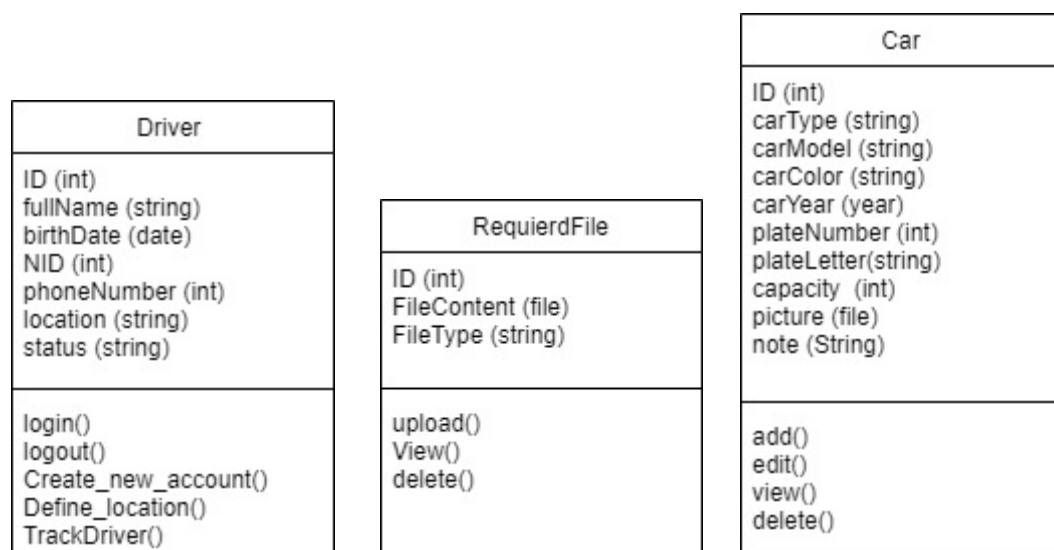 Driver
ID (int)
fullName (string)
birthDate (date)
NID (int)
phoneNumber (int)
location (string)
status (string)
login()
logout()
Create_new_account()
Define_location()
TrackDriver()
RequierdFile
ID (int)
FileContent (file)
FileType (string)
upload()
View()
delete()
Car
ID (int)
carType (string)
carModel (string)
carColor (string)
carYear (year)
plateNumber (int)
plateLetter(string)
capacity  (int)
picture (file)
note (String)
add()
edit()
view()
delete()